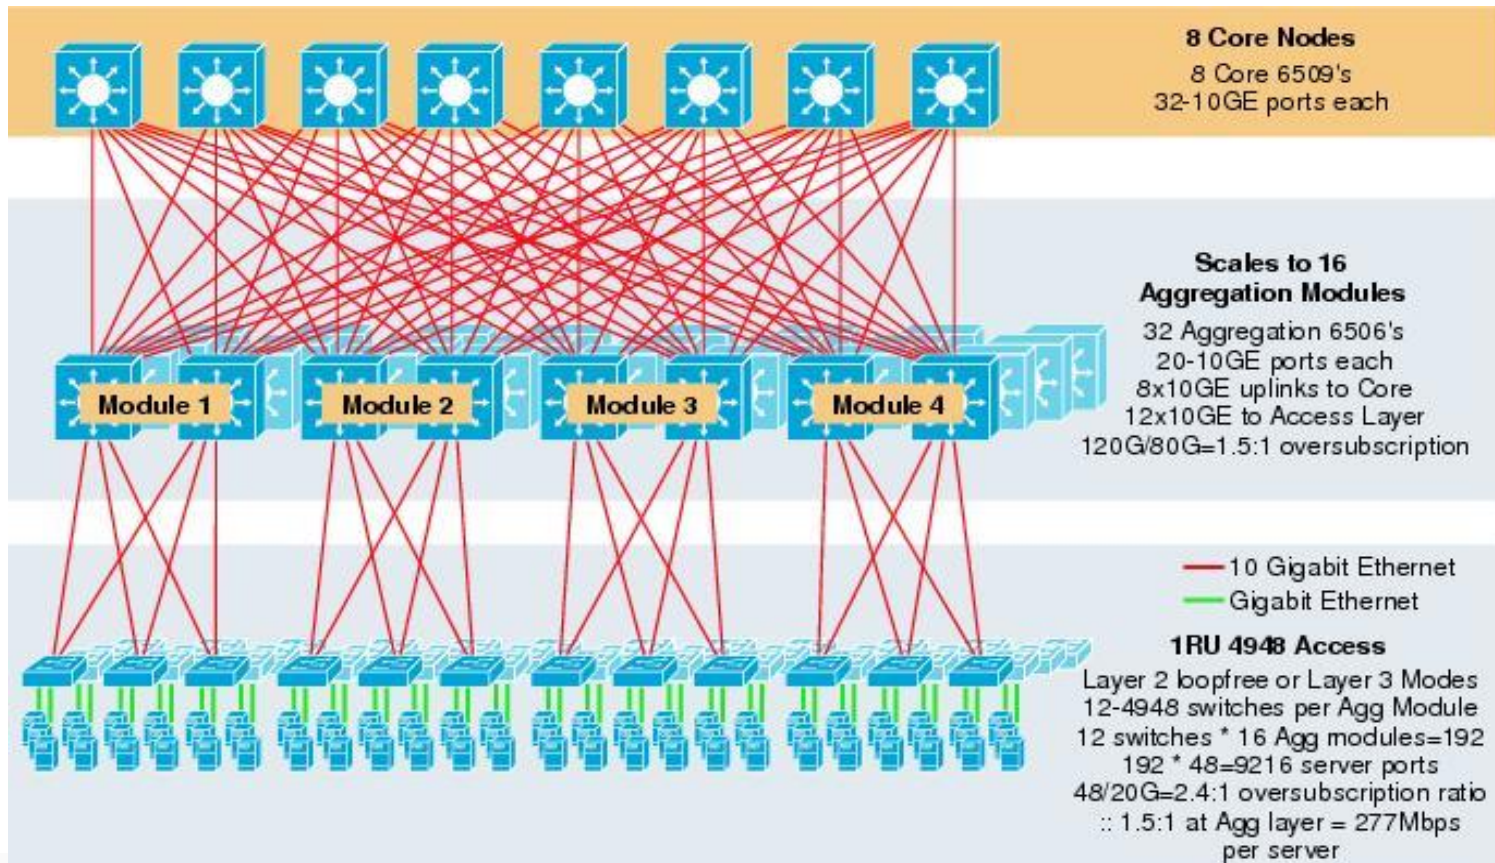 8 Core Nodes
8 Core 6509's
32-10GE ports each
Scales to 16
Aggregation Modules
32 Aggregation 6506's
20-10GE ports each
8x10GE uplinks to Core
12x10GE to Access Layer
120G/80G=1.5:1 oversubscription
Module 1
Module 2
Module 3
Module 4
10 Gigabit Ethernet
Gigabit Ethernet
1RU 4948 Access
Layer 2 loopfree or Layer 3 Modes
12-4948 switches per Agg Module
12 switches * 16 Agg modules=192
192 * 48=9216 server ports
48/20G=2.4:1 oversubscription ratio
:: 1.5:1 at Agg layer = 277Mbps
per server